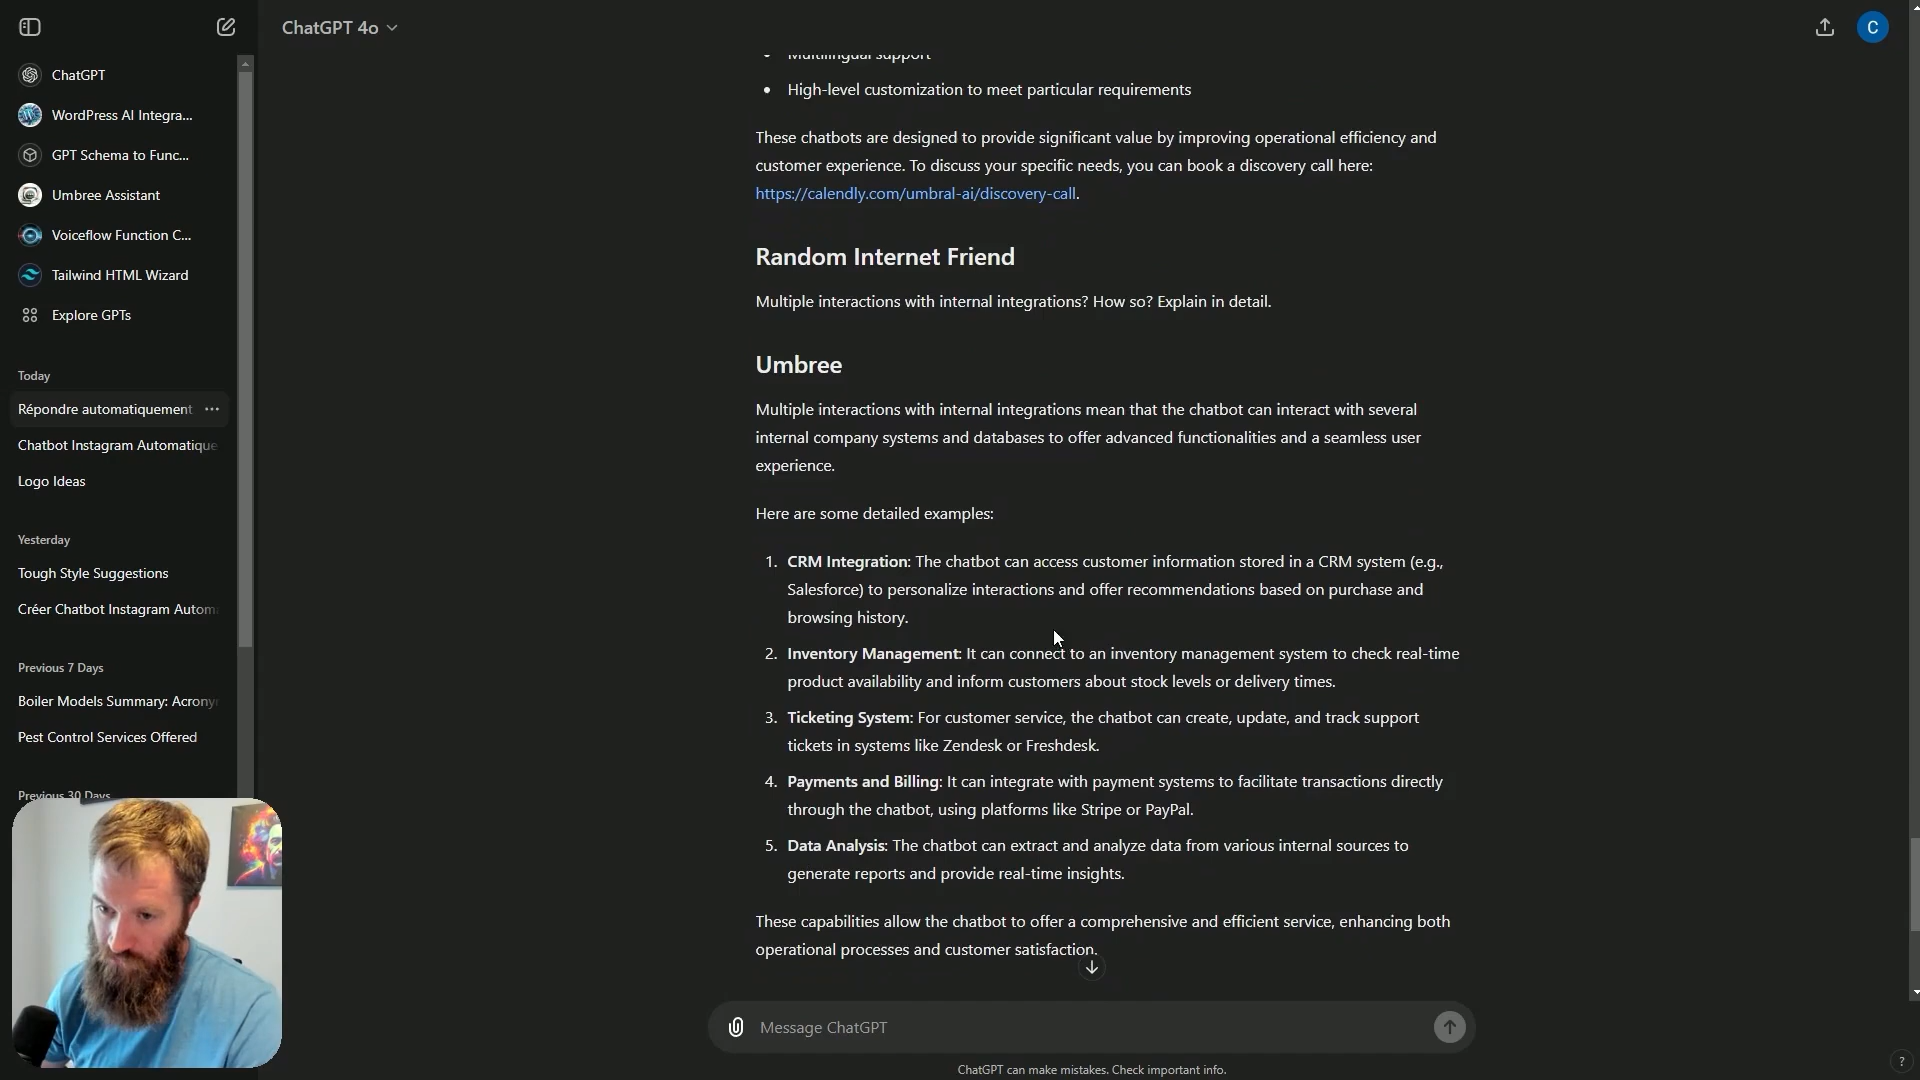 ChatGPT 4o
C
ChatGPT
WordPress AI Integra...
GPT Schema to Func...
Umbree Assistant
Voiceflow Function C...
Tailwind HTML Wizard
Explore GPTs
Today
Répondre automatiquement
Chatbot Instagram Automatique
Logo Ideas
Yesterday
Tough Style Suggestions
Créer Chatbot Instagram Autom
Previous 7 Days
Boiler Models Summary: Acrony
Pest Control Services Offered
Previous 30 Days
Multilingual support
High-level customization to meet particular requirements
These chatbots are designed to provide significant value by improving operational efficiency and
customer experience. To discuss your specific needs, you can book a discovery call here:
https://calendly.com/umbral-ai/discovery-call.
Random Internet Friend
Multiple interactions with internal integrations? How so? Explain in detail.
Umbree
Multiple interactions with internal integrations mean that the chatbot can interact with several
internal company systems and databases to offer advanced functionalities and a seamless user
experience.
Here are some detailed examples:
1. CRM Integration: The chatbot can access customer information stored in a CRM system (e.g.,
Salesforce) to personalize interactions and offer recommendations based on purchase and
browsing history.
2. Inventory Management: It can connect to an inventory management system to check real-time
product availability and inform customers about stock levels or delivery times.
3. Ticketing System: For customer service, the chatbot can create, update, and track support
tickets in systems like Zendesk or Freshdesk.
4. Payments and Billing: It can integrate with payment systems to facilitate transactions directly
through the chatbot, using platforms like Stripe or PayPal.
5. Data Analysis: The chatbot can extract and analyze data from various internal sources to
generate reports and provide real-time insights.
These capabilities allow the chatbot to offer a comprehensive and efficient service, enhancing both
operational processes and customer satisfaction.
Message ChatGPT
ChatGPT can make mistakes. Check important info.
?